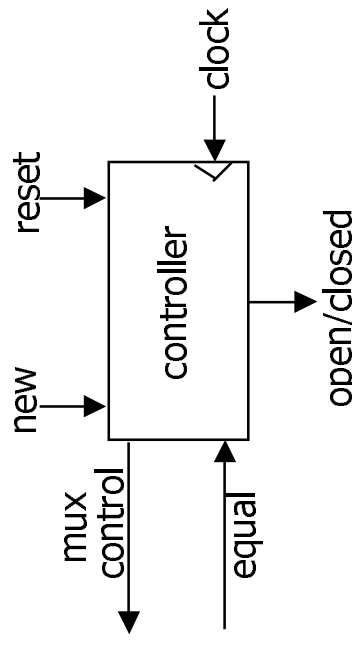 new
reset
mux
control
controller
clock
equal
open/closed